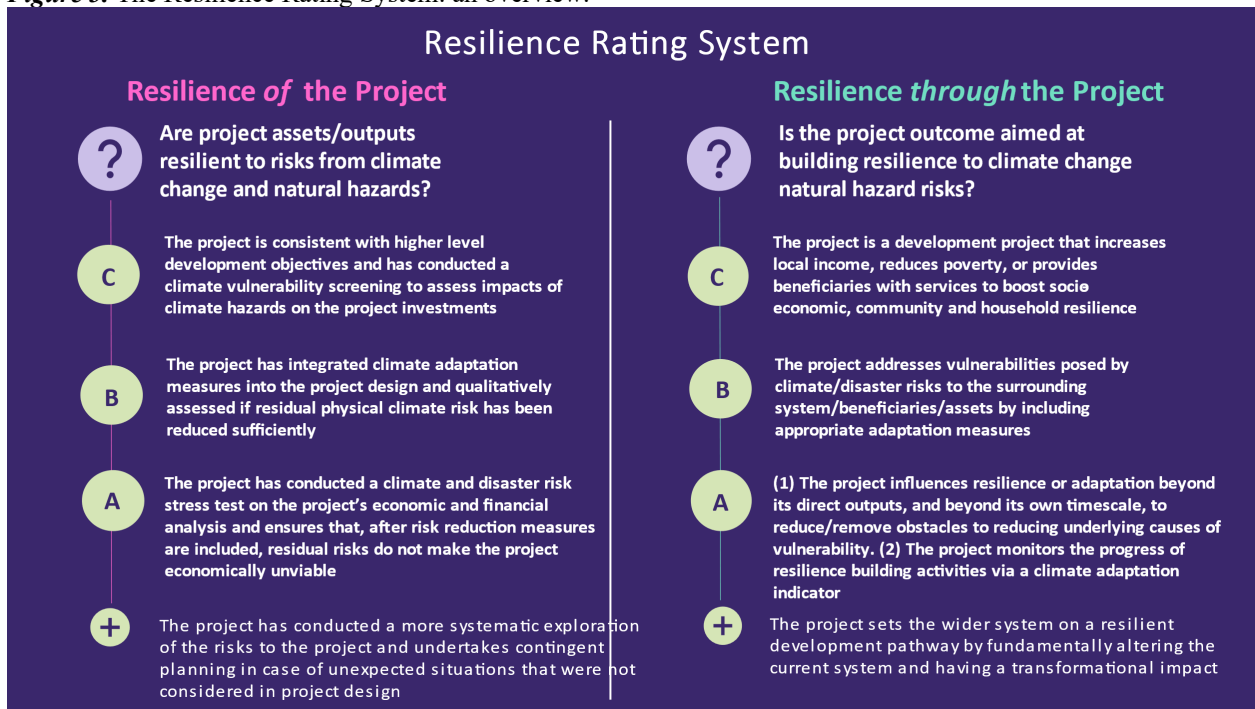 Figure 3. The Resilience Rating System: an overview.
Resilience Rating System
Resilience of the Project
?
Are project assets/outputs
resilient to risks from climate
change and natural hazards?
C
The project is consistent with higher level
development objectives and has conducted a
climate vulnerability screening to assess impacts of
climate hazards on the project investments
B
The project has integrated climate adaptation
measures into the project design and qualitatively
assessed if residual physical climate risk has been
reduced sufficiently
A
The project has conducted a climate and disaster risk
stress test on the project’s economic and financial
analysis and ensures that, after risk reduction measures
are included, residual risks do not make the project
economically unviable
+
The project has conducted a more systematic exploration
of the risks to the project and undertakes contingent
planning in case of unexpected situations that were not
considered in project design
Resilience through the Project
?
Is the project outcome aimed at
building resilience to climate change
natural hazard risks?
C
The project is a development project that increases
local income, reduces poverty, or provides
beneficiaries with services to boost socio-
economic, community and household resilience
B
The project addresses vulnerabilities posed by
climate/disaster risks to the surrounding
system/beneficiaries/assets by including
appropriate adaptation measures
A
(1) The project influences resilience or adaptation beyond
its direct outputs, and beyond its own timescale, to
reduce/remove obstacles to reducing underlying causes of
vulnerability. (2) The project monitors the progress of
resilience building activities via a climate adaptation
indicator
+
The project sets the wider system on a resilient
development pathway by fundamentally altering the
current system and having a transformational impact